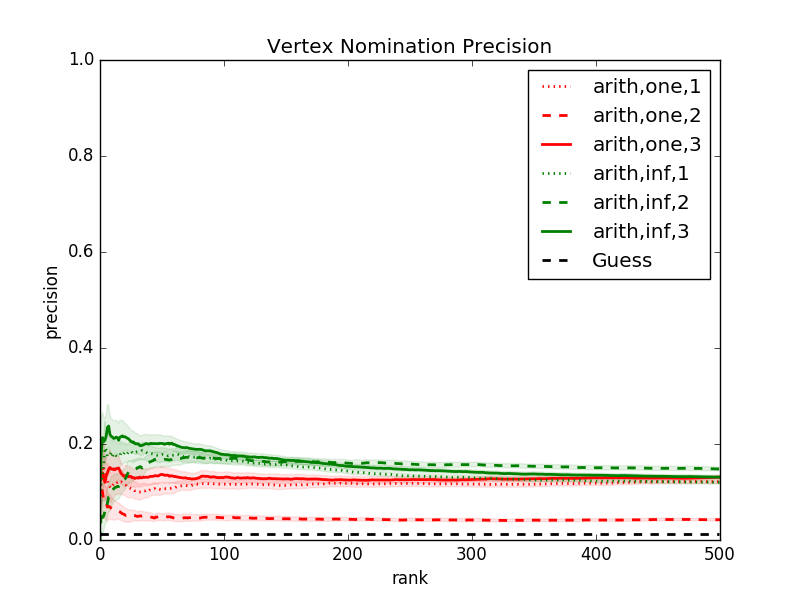 Vertex Nomination Precision
1.0
0.8
0.6
0.4
0.2
0.0
precision
arith,one,1
arith,one,2
arith,one,3
arith,inf,1
arith,inf,2
arith,inf,3
Guess
0 100 200 300 400 500
rank